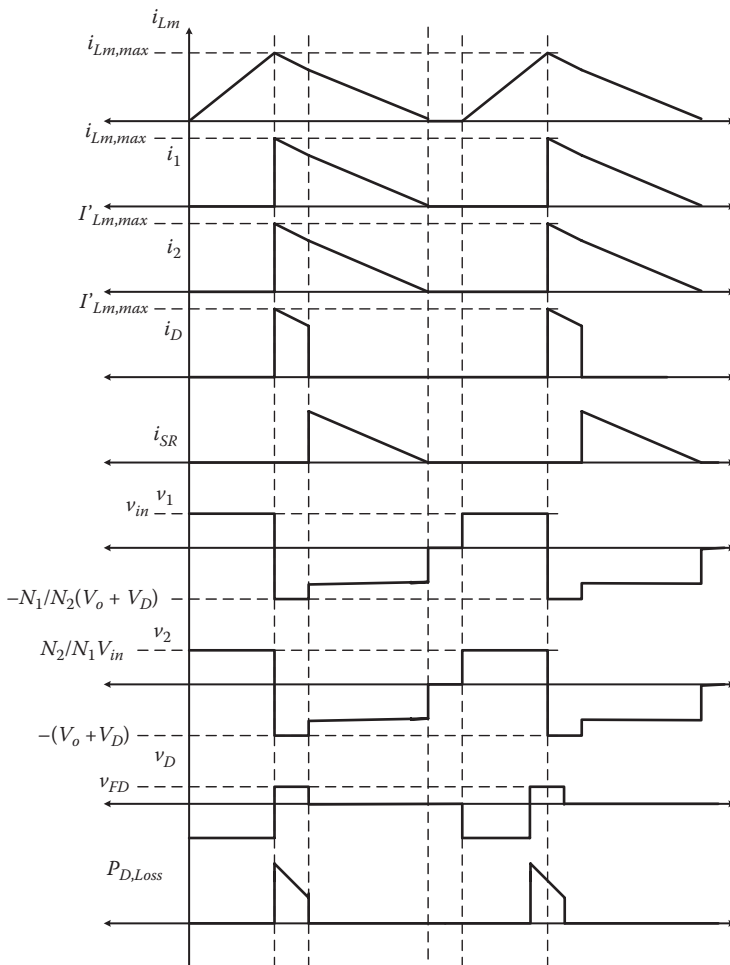 i_Lm
i_Lm,max
i_Lm,max
i_1
I'_Lm,max
i_2
I'_Lm,max
i_D
i_SR
v_1
v_in
−N_1/N_2(V_o + V_D)
v_2
N_2/N_1V_in
−(V_o + V_D)
v_D
v_FD
P_D,Loss